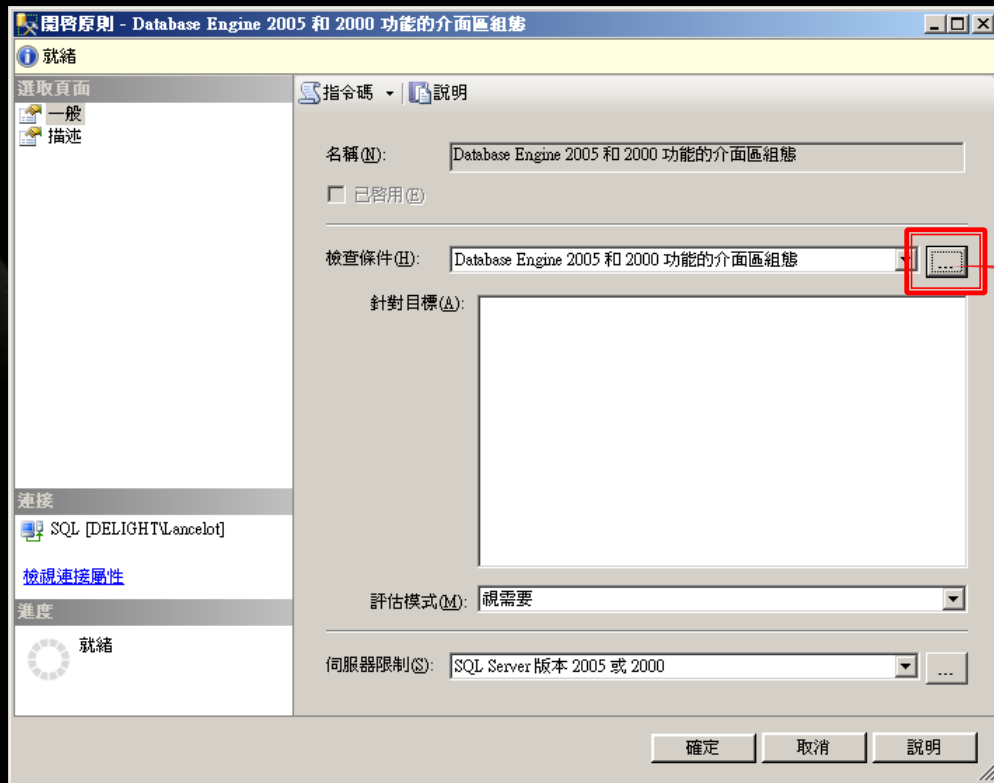 開啓原則 - Database Engine 2005 和 2000 功能的介面區組態
就緒
選取頁面
一般
描述
指令碼
說明
名稱(N):
Database Engine 2005 和 2000 功能的介面區組態
已啓用(E)
檢查條件(H):
Database Engine 2005 和 2000 功能的介面區組態
...
針對目標(A):
連接
SQL [DELIGHT\Lancelot]
檢視連接屬性
評估模式(M):
視需要
進度
就緒
伺服器限制(S):
SQL Server 版本 2005 或 2000
...
確定
取消
說明